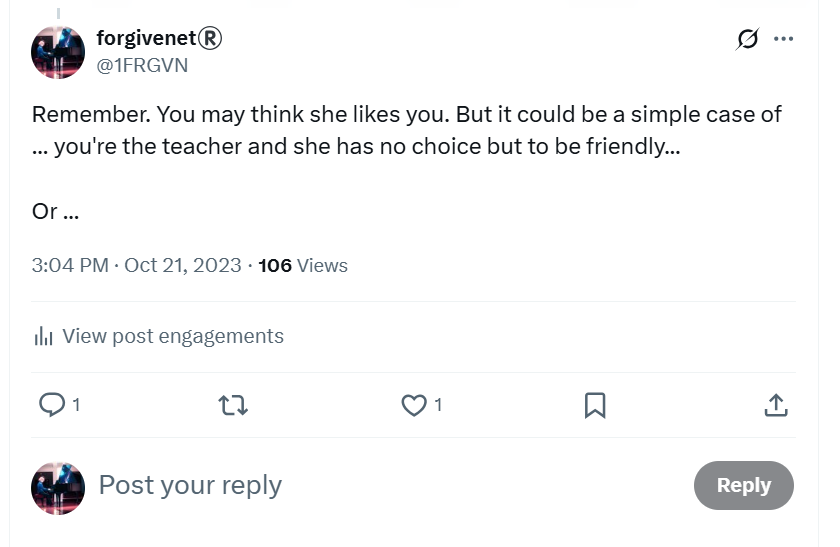 forgivenet®
@1FRGVN
Remember. You may think she likes you. But it could be a simple case of
... you're the teacher and she has no choice but to be friendly...
Or ...
3:04 PM · Oct 21, 2023 · 106 Views
View post engagements
1
1
Post your reply
Reply